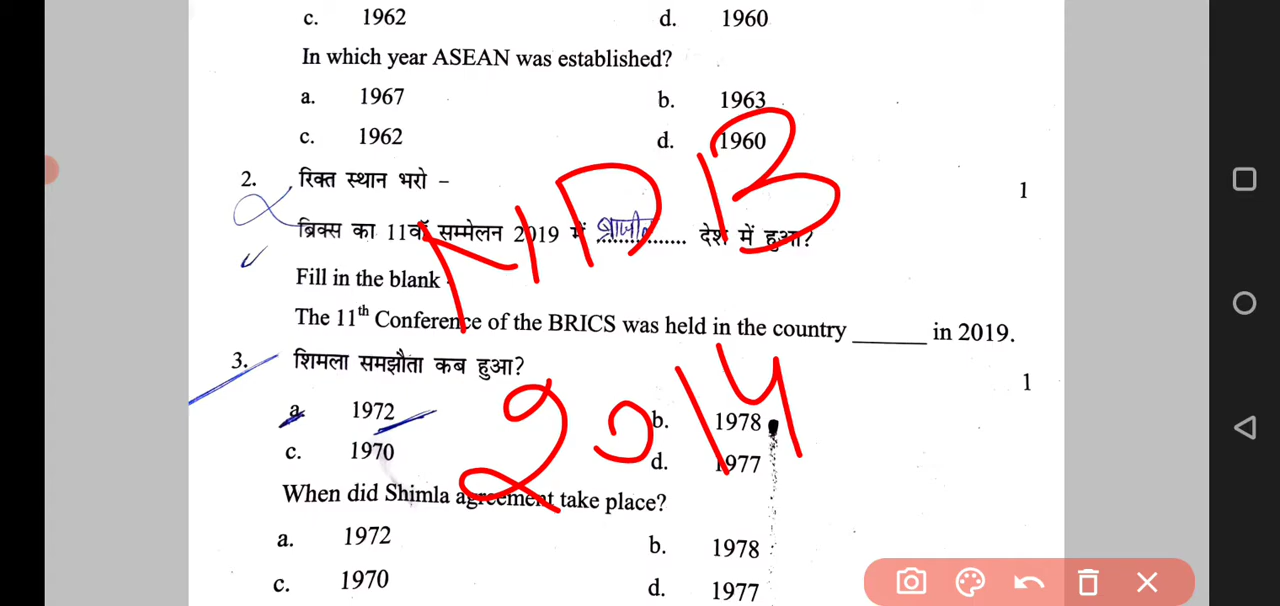 c. 1962 d. 1960
In which year ASEAN was established?
a. 1967 b. 1963
c. 1962 d. 1960
2. रिक्त स्थान भरो – 1
ब्रिक्स का 11वॉ सम्मेलन 2019 में ब्राजील देश में हुआ?
NDB
Fill in the blank -
The 11th Conference of the BRICS was held in the country ______ in 2019.
3. शिमला समझौता कब हुआ? 1
a. 1972 b. 1978
2014
c. 1970 d. 1977
When did Shimla agreement take place?
a. 1972 b. 1978
c. 1970 d. 1977